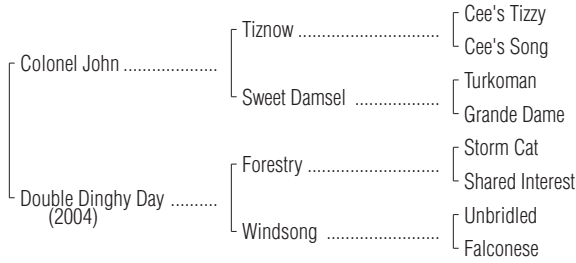 Cee's Tizzy
Tiznow ..............................
Cee's Song
Colonel John ....................
Turkoman
Sweet Damsel ..................
Grande Dame
Storm Cat
Forestry ............................
Shared Interest
Double Dinghy Day ..........
(2004)
Unbridled
Windsong ........................
Falconese